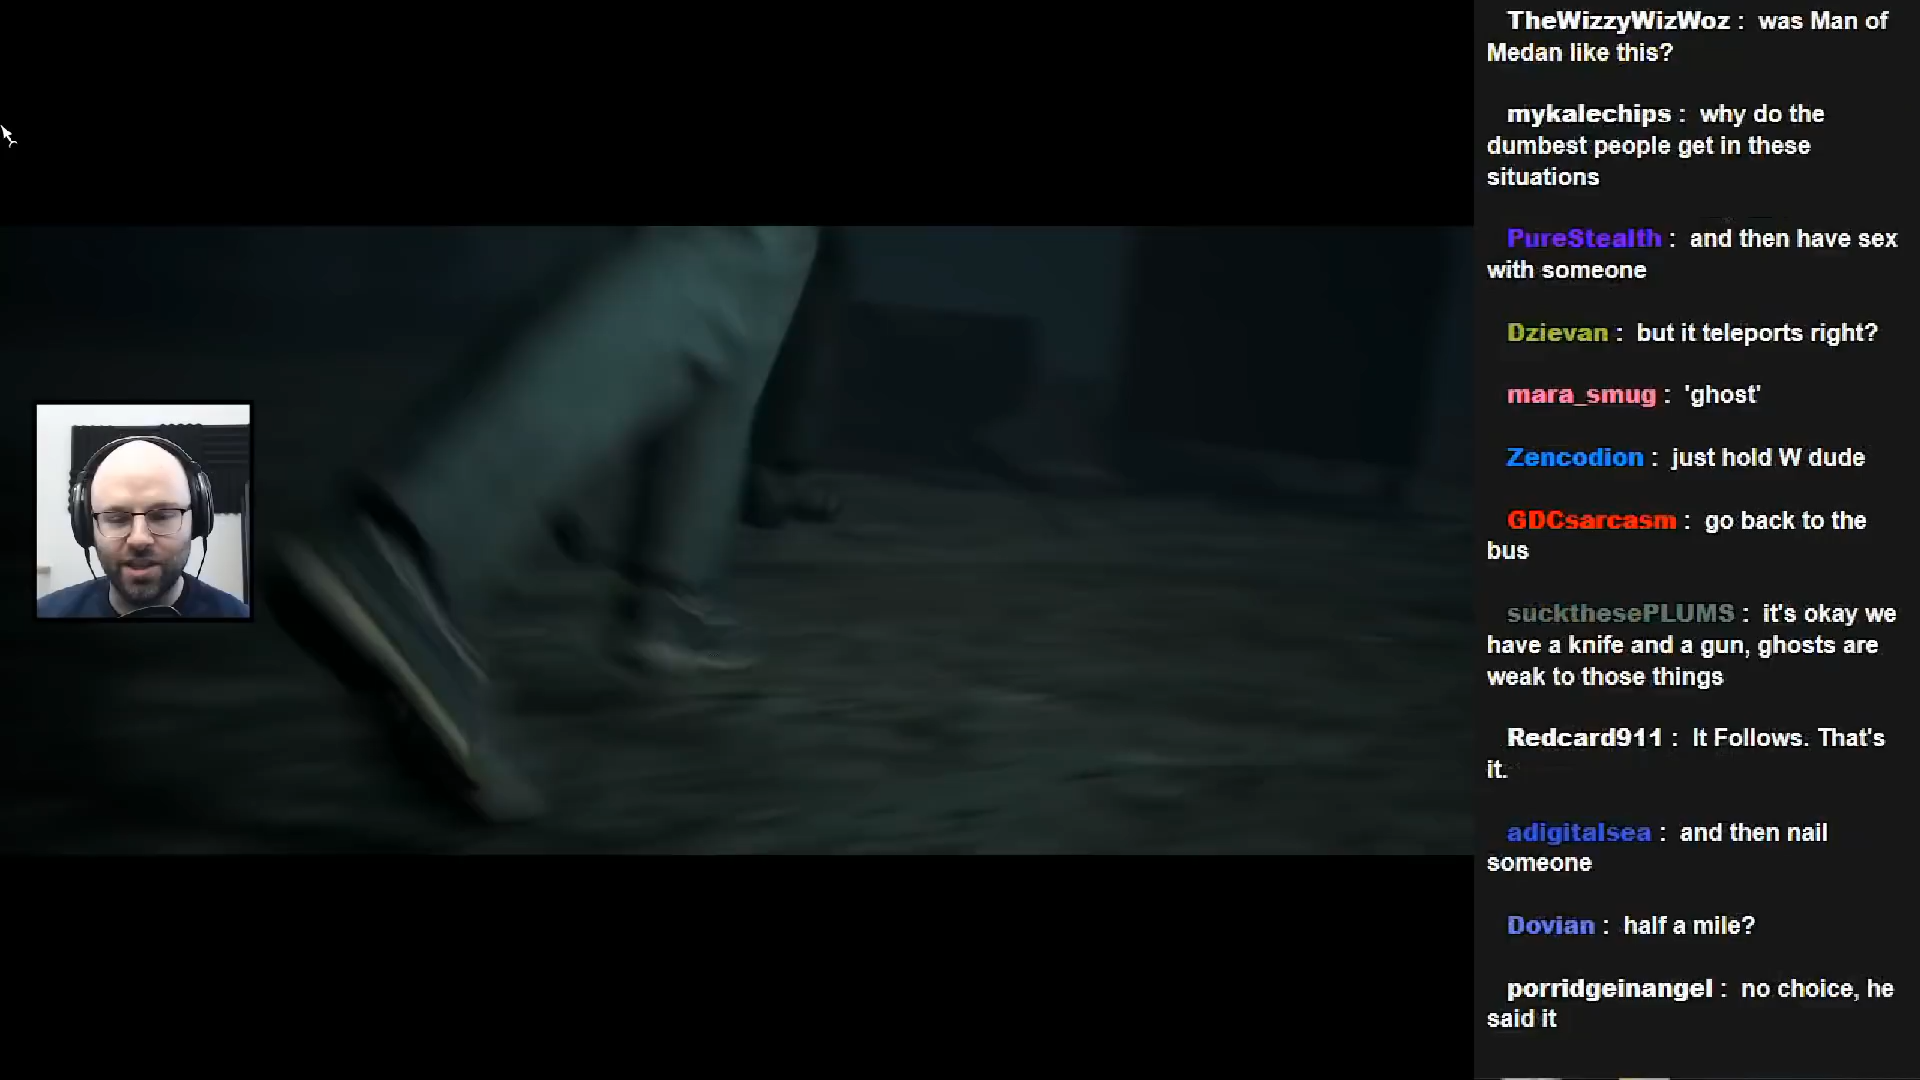 TheWizzyWizWoz : was Man of
Medan like this?
mykalechips : why do the
dumbest people get in these
situations
PureStealth : and then have sex
with someone
Dzievan : but it teleports right?
mara_smug : 'ghost'
Zencodion : just hold W dude
GDCsarcasm : go back to the
bus
suckthesePLUMS : it's okay we
have a knife and a gun, ghosts are
weak to those things
Redcard911 : It Follows. That's
it.
adigitalsea : and then nail
someone
Dovian : half a mile?
porridgeinangel : no choice, he
said it